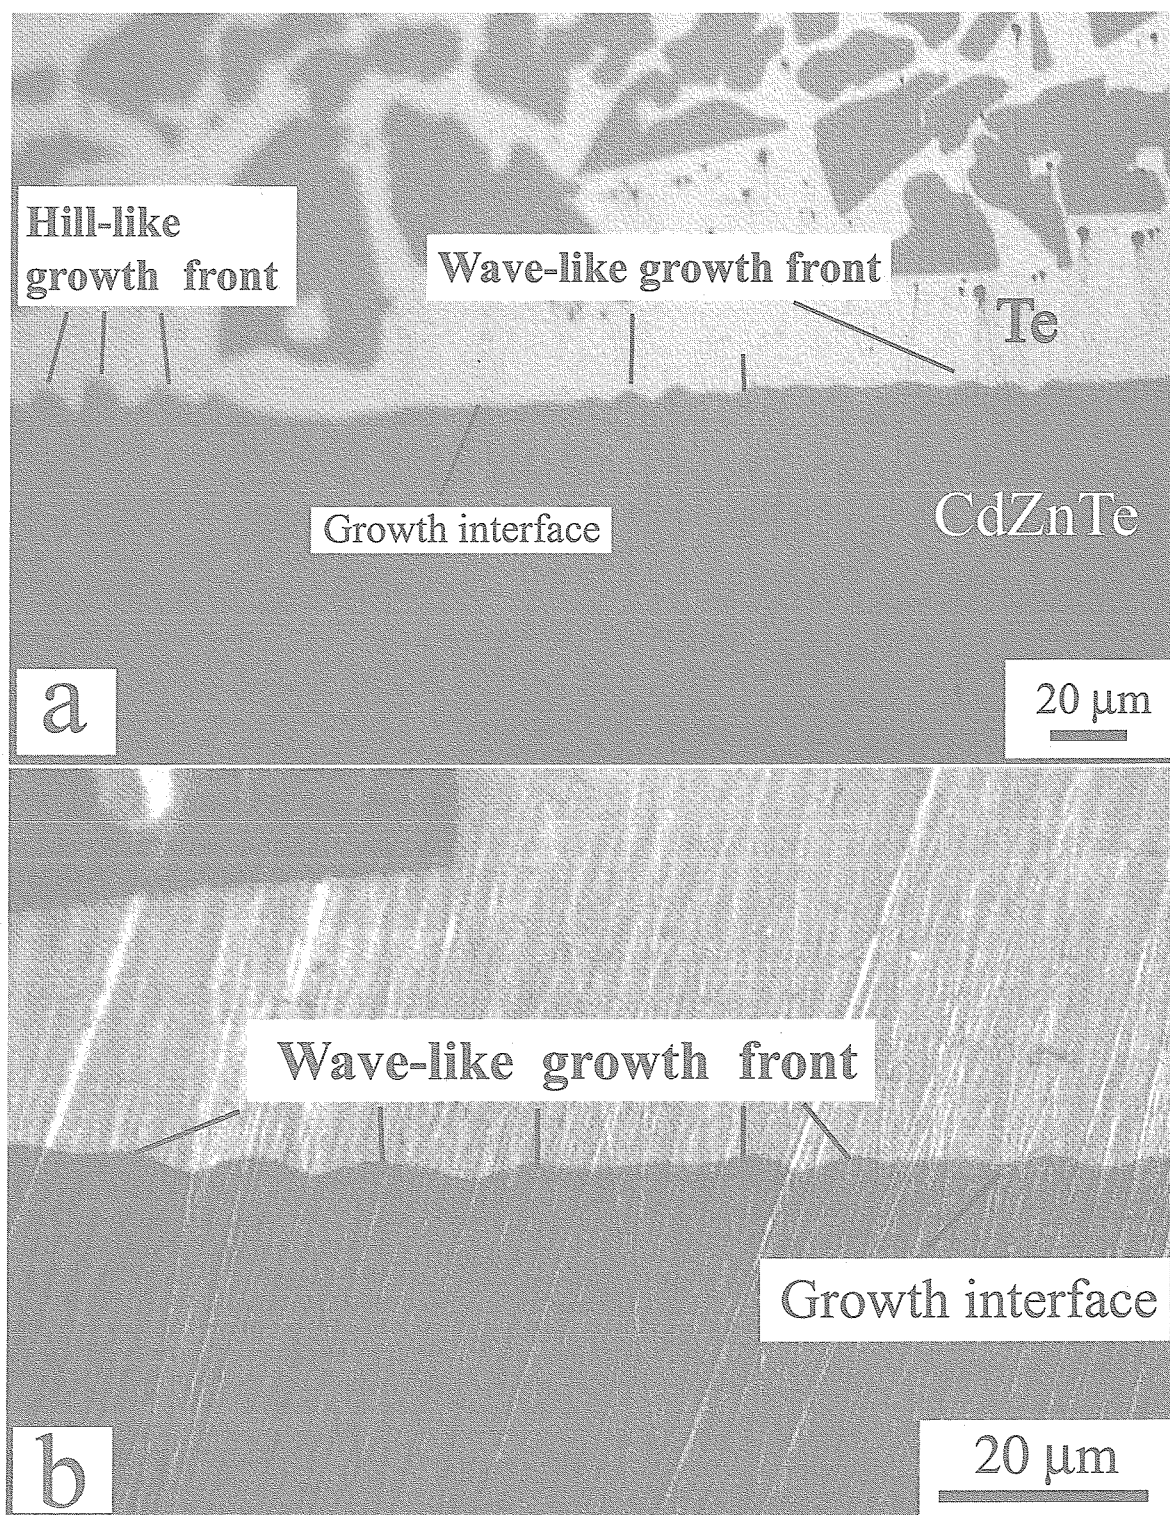 Hill-like
growth front
Wave-like growth front
Te
Growth interface
CdZnTe
a
20 μm
Wave-like growth front
Growth interface
b
20 μm